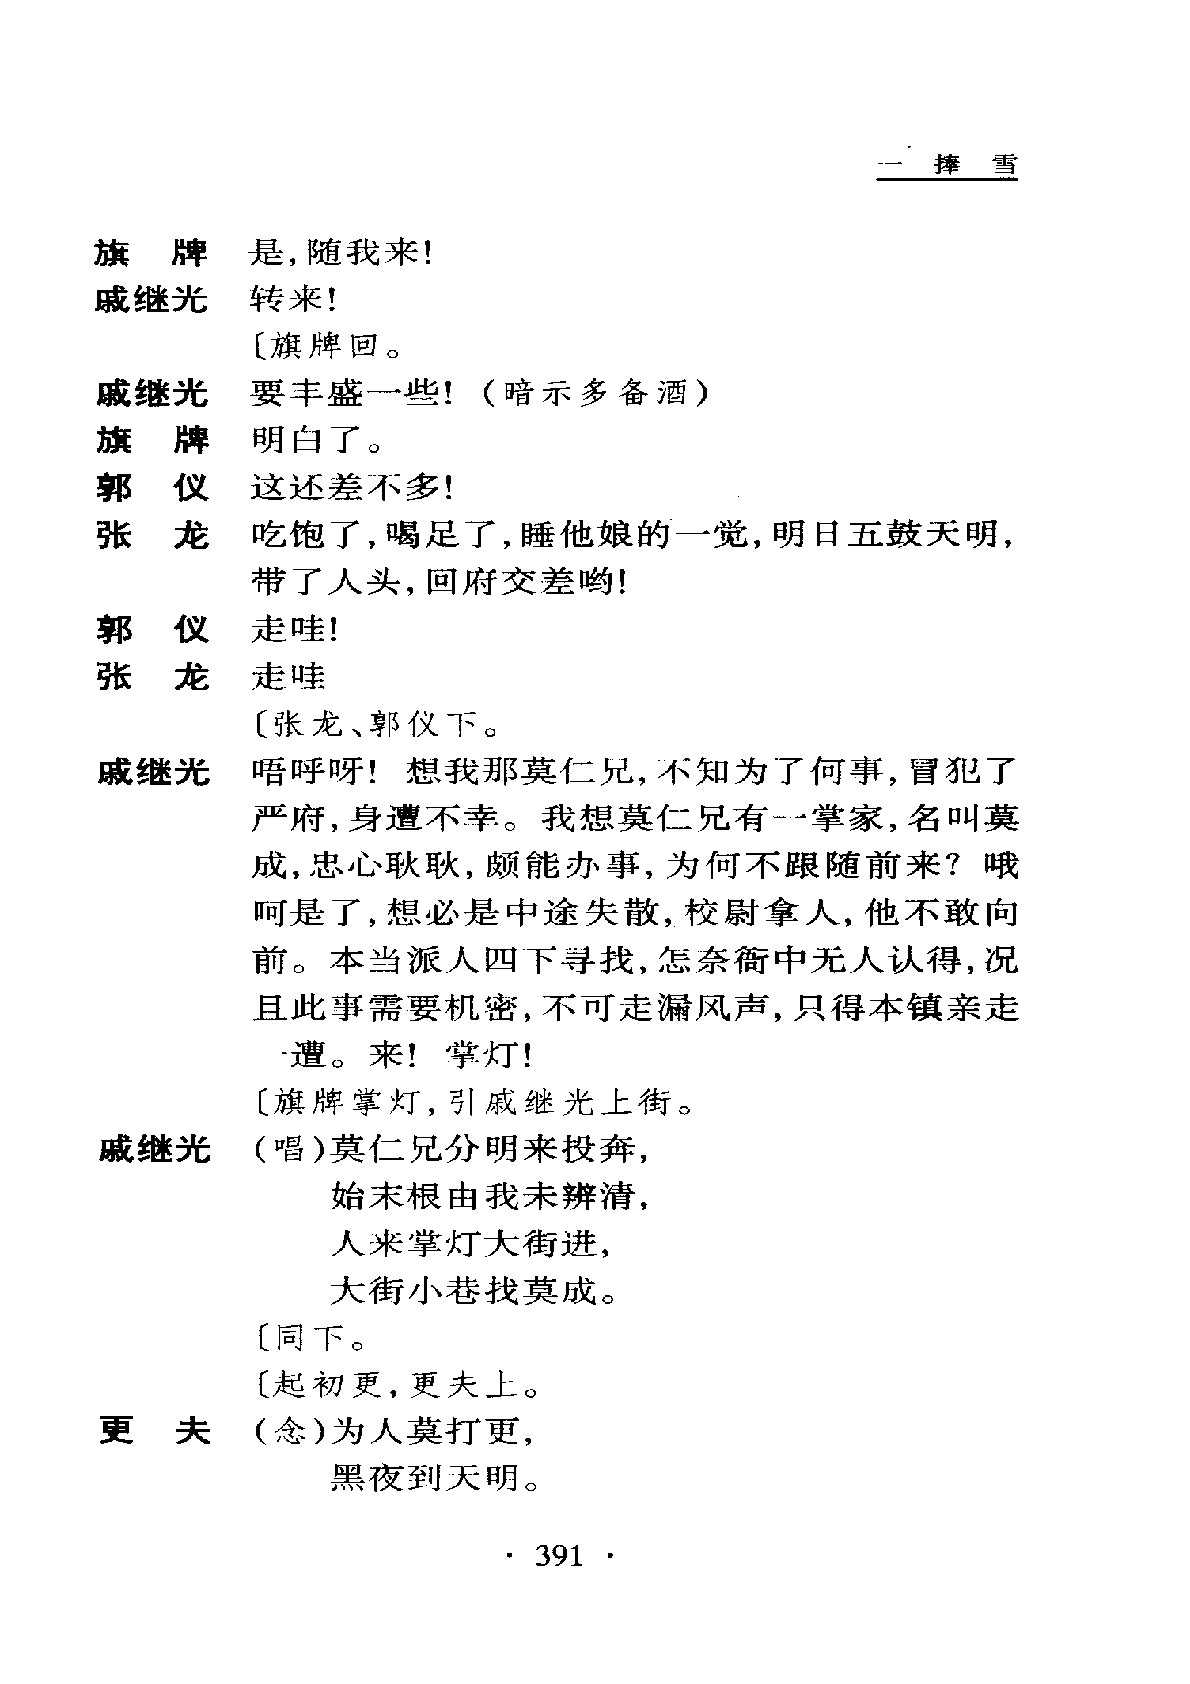 一 捧 雪
旗 牌 是,随我来!
戚继光 转来!
〔旗牌回。
戚继光 要丰盛一些!(暗示多备酒)
旗 牌 明白了。
郭 仪 这还差不多!
张 龙 吃饱了,喝足了,睡他娘的一觉,明日五鼓天明,
带了人头,回府交差哟!
郭 仪 走哇!
张 龙 走哇
〔张龙、郭仪下。
戚继光 唔呼呀! 想我那莫仁兄,不知为了何事,冒犯了
严府,身遭不幸。我想莫仁兄有一掌家,名叫莫
成,忠心耿耿,颇能办事,为何不跟随前来? 哦
呵是了,想必是中途失散,校尉拿人,他不敢向
前。本当派人四下寻找,怎奈衙中无人认得,况
且此事需要机密,不可走漏风声,只得本镇亲走
一遭。来! 掌灯!
〔旗牌掌灯,引戚继光上街。
戚继光 (唱)莫仁兄分明来投奔,
始末根由我未辨清,
人来掌灯大街进,
大街小巷找莫成。
〔同下。
〔起初更,更夫上。
更 夫 (念)为人莫打更,
黑夜到天明。
· 391 ·